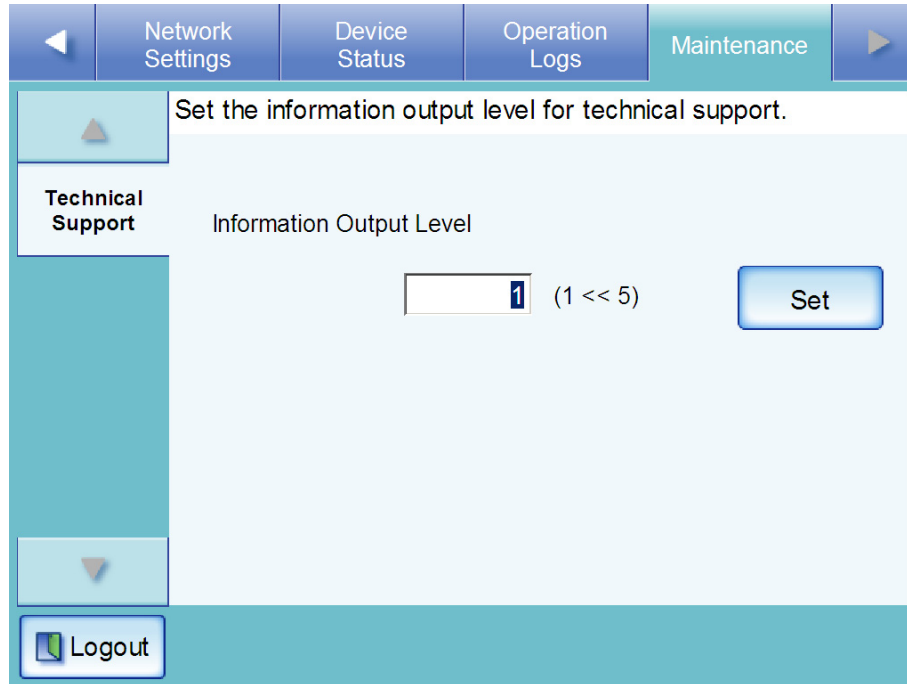 Network
Settings
Device
Status
Operation
Logs
Maintenance
Set the information output level for technical support.
Technical
Support
Information Output Level
1 (1 << 5)
Set
Logout